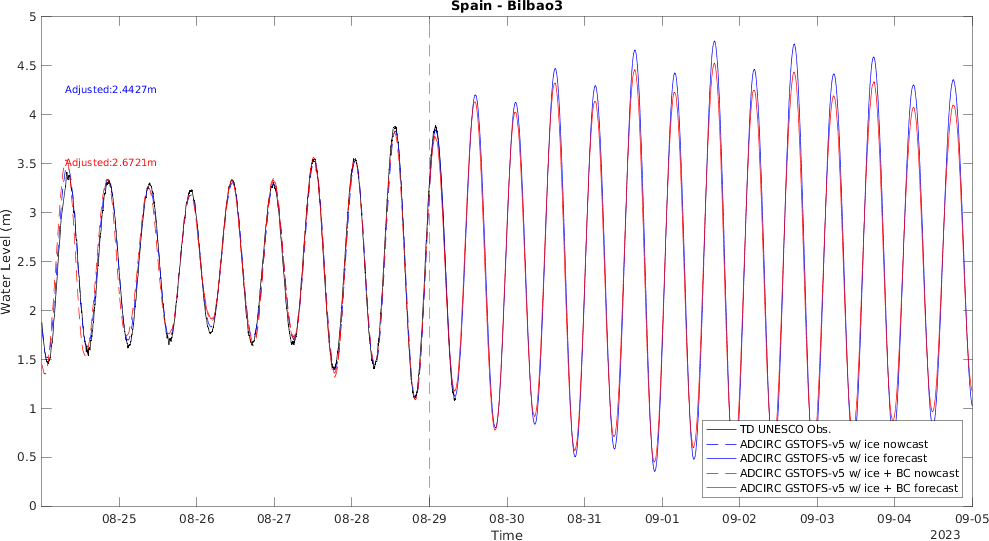 Spain - Bilbao3
Adjusted:2.4427m
Adjusted:2.6721m
Water Level (m)
5
4.5
4
3.5
3
2.5
2
1.5
1
0.5
0
TD UNESCO Obs.
ADCIRC GSTOFS-v5 w/ ice nowcast
ADCIRC GSTOFS-v5 w/ ice forecast
ADCIRC GSTOFS-v5 w/ ice + BC nowcast
ADCIRC GSTOFS-v5 w/ ice + BC forecast
08-25 08-26 08-27 08-28 08-29 08-30 08-31 09-01 09-02 09-03 09-04 09-05
Time
2023